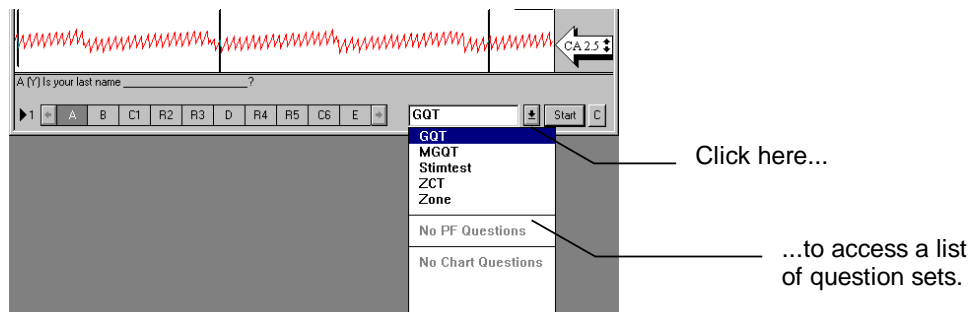 CA 2.5
A (Y) Is your last name ____________________?
1 A B C1 R2 R3 D R4 R5 C6 E GQT Start C
GQT
MGQT
Stimtest
ZCT
Zone
No PF Questions
No Chart Questions
Click here...
...to access a list
of question sets.